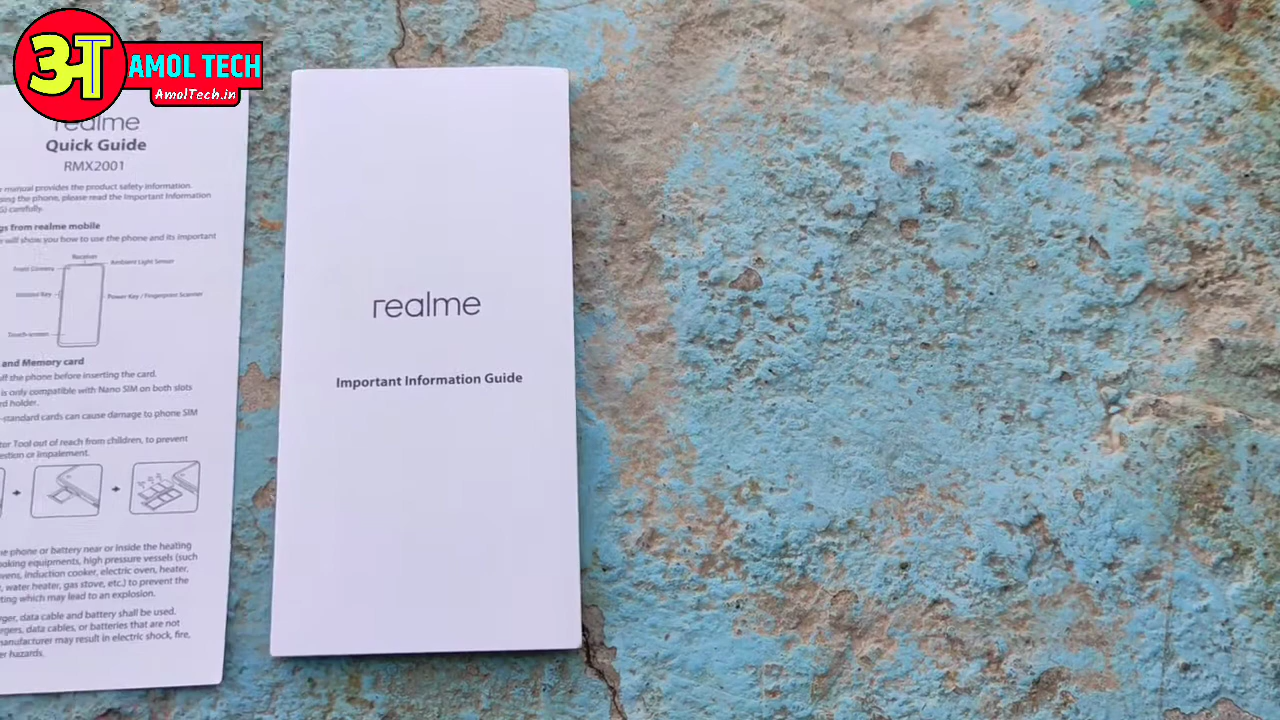 अ
AMOL TECH
AmolTech.in
realme
Quick Guide
RMX2001
manual provides the product safety information.
the phone, please read the Important Information
carefully.
from realme mobile
will show you how to use the phone and its important
Receiver
Ambient Light Sensor
Front Camera
Volume Key
Power Key / Fingerprint Scanner
Touch-screen
and Memory card
off the phone before inserting the card.
is only compatible with Nano SIM on both slots
holder.
-standard cards can cause damage to phone SIM
Tool out of reach from children, to prevent
or impalement.
phone or battery near or inside the heating
equipments, high pressure vessels (such
induction cooker, electric oven, heater,
water heater, gas stove, etc.) to prevent the
which may lead to an explosion.
data cable and battery shall be used.
data cables, or batteries that are not
manufacturer may result in electric shock, fire,
hazards.
realme
Important Information Guide